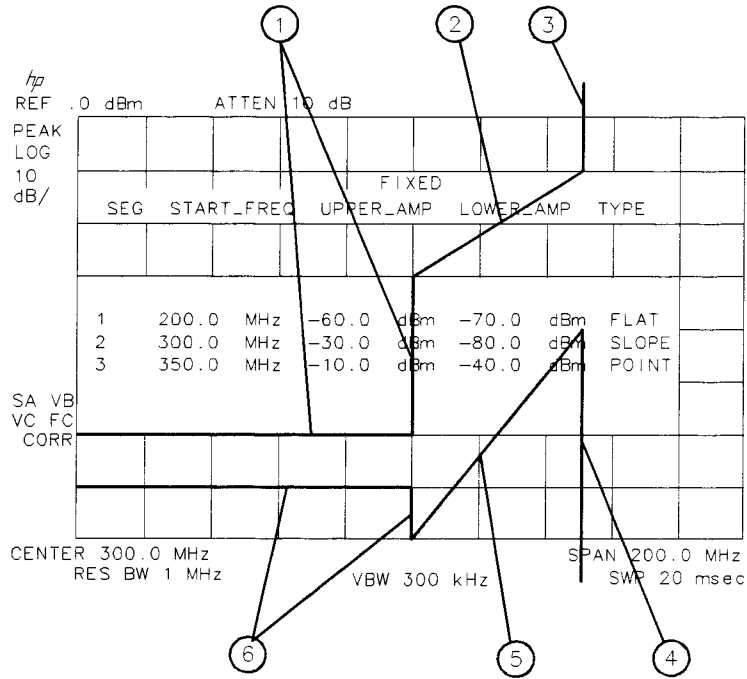 1 2 3
hp
REF .0 dBm ATTEN 10 dB
PEAK
LOG
10
dB/
FIXED
SEG START_FREQ UPPER_AMP LOWER_AMP TYPE
1 200.0 MHz -60.0 dBm -70.0 dBm FLAT
2 300.0 MHz -30.0 dBm -80.0 dBm SLOPE
3 350.0 MHz -10.0 dBm -40.0 dBm POINT
SA VB
VC FC
CORR
CENTER 300.0 MHz SPAN 200.0 MHz
RES BW 1 MHz VBW 300 kHz SWP 20 msec
6 5 4